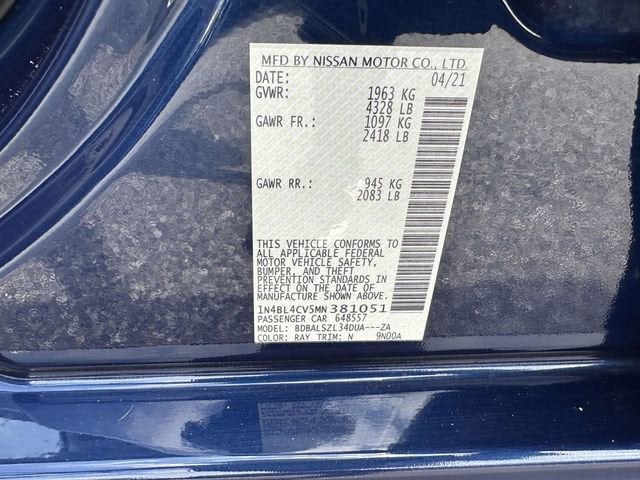 MFD BY NISSAN MOTOR CO., LTD.
DATE: 04/21
GVWR: 1963 KG
4328 LB
GAWR FR.: 1097 KG
2418 LB
GAWR RR.: 945 KG
2083 LB
THIS VEHICLE CONFORMS TO
ALL APPLICABLE FEDERAL
MOTOR VEHICLE SAFETY,
BUMPER, AND THEFT
PREVENTION STANDARDS IN
EFFECT ON THE DATE OF
MANUFACTURE SHOWN ABOVE.
1N4BL4CV5MN381051
PASSENGER CAR 648557
MODEL: BDBALSZL34DUA---ZA
COLOR: RAY TRIM: N 9N00A